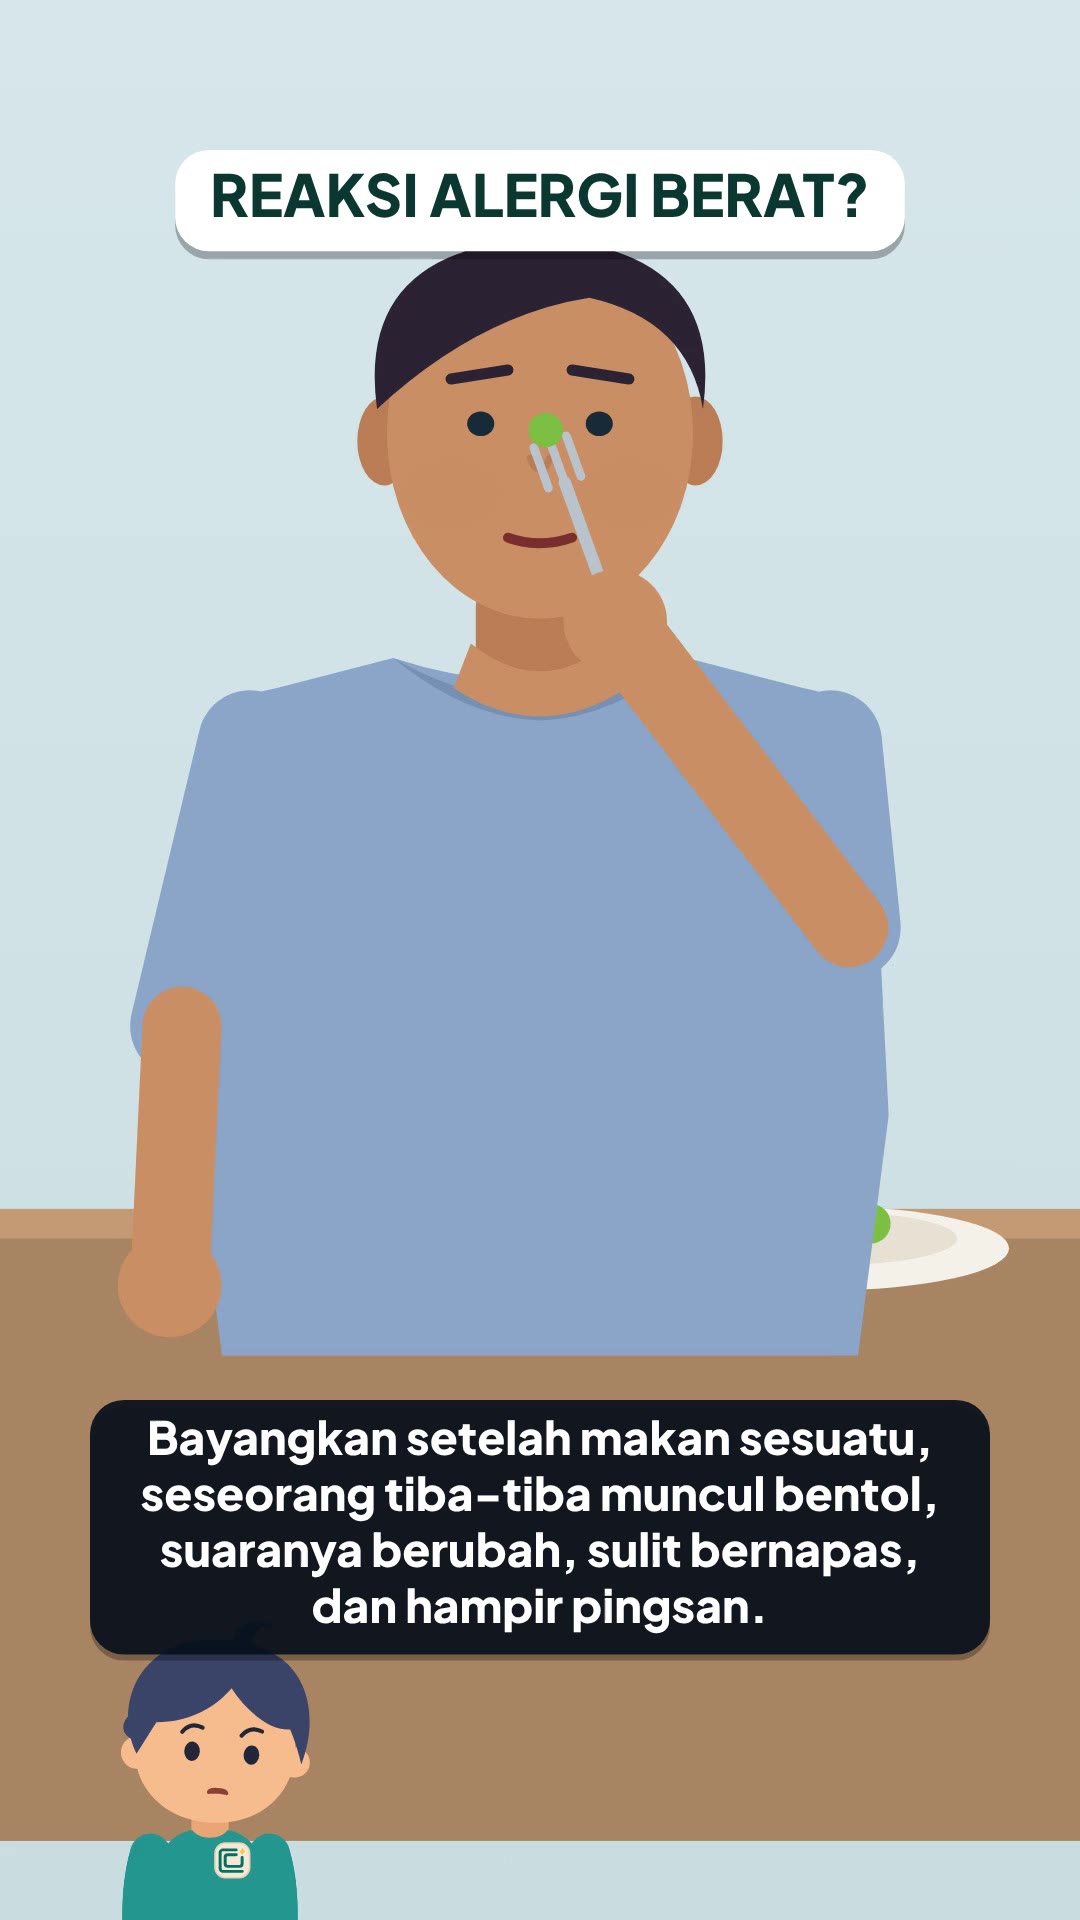 REAKSI ALERGI BERAT?
Bayangkan setelah makan sesuatu,
seseorang tiba-tiba muncul bentol,
suaranya berubah, sulit bernapas,
dan hampir pingsan.